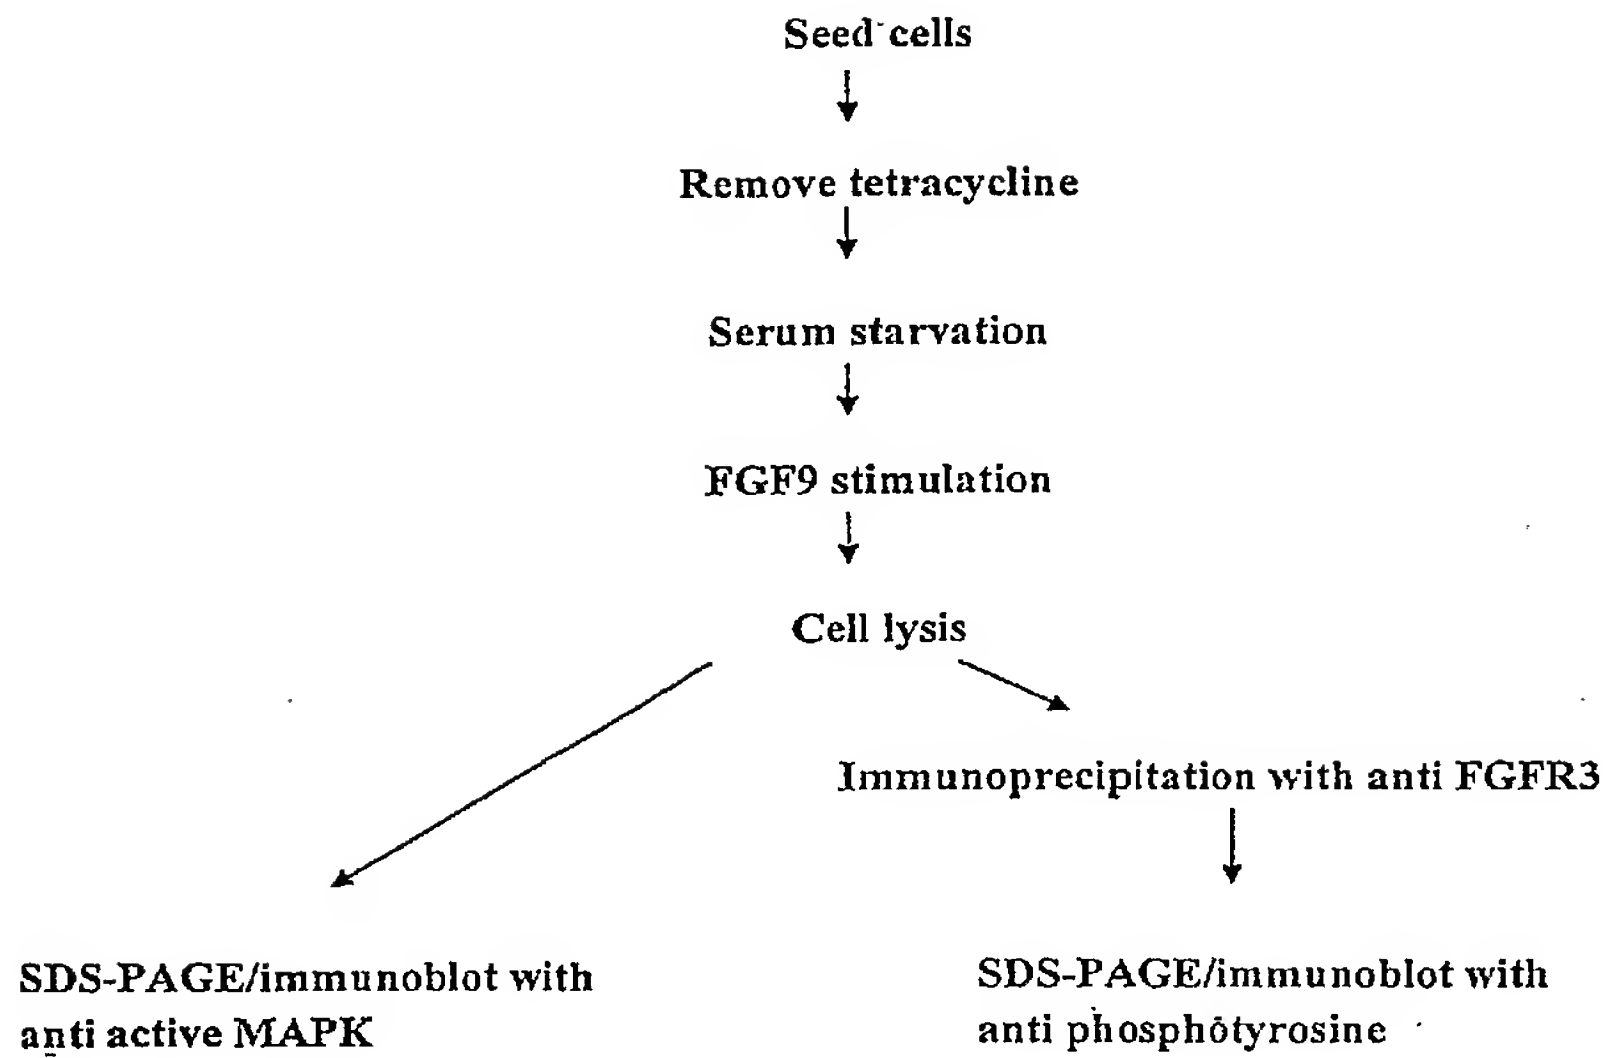 Seed cells
Remove tetracycline
Serum starvation
FGF9 stimulation
Cell lysis
Immunoprecipitation with anti FGFR3
SDS-PAGE/immunoblot with
anti active MAPK
SDS-PAGE/immunoblot with
anti phosphotyrosine